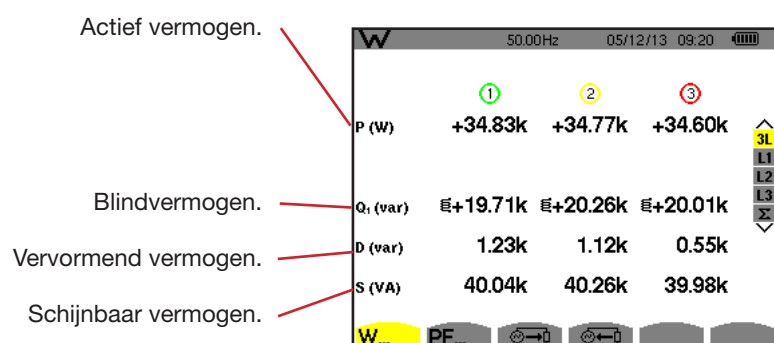 Actief vermogen.
W 50.00Hz 05/12/13 09:20
1 2 3
P (W) +34.83k +34.77k +34.60k
3L
L1
L2
L3
Σ
Blindvermogen.
Q₁ (var) +19.71k +20.26k +20.01k
Vervormend vermogen.
D (var) 1.23k 1.12k 0.55k
Schijnbaar vermogen.
S (VA) 40.04k 40.26k 39.98k
W... PF...